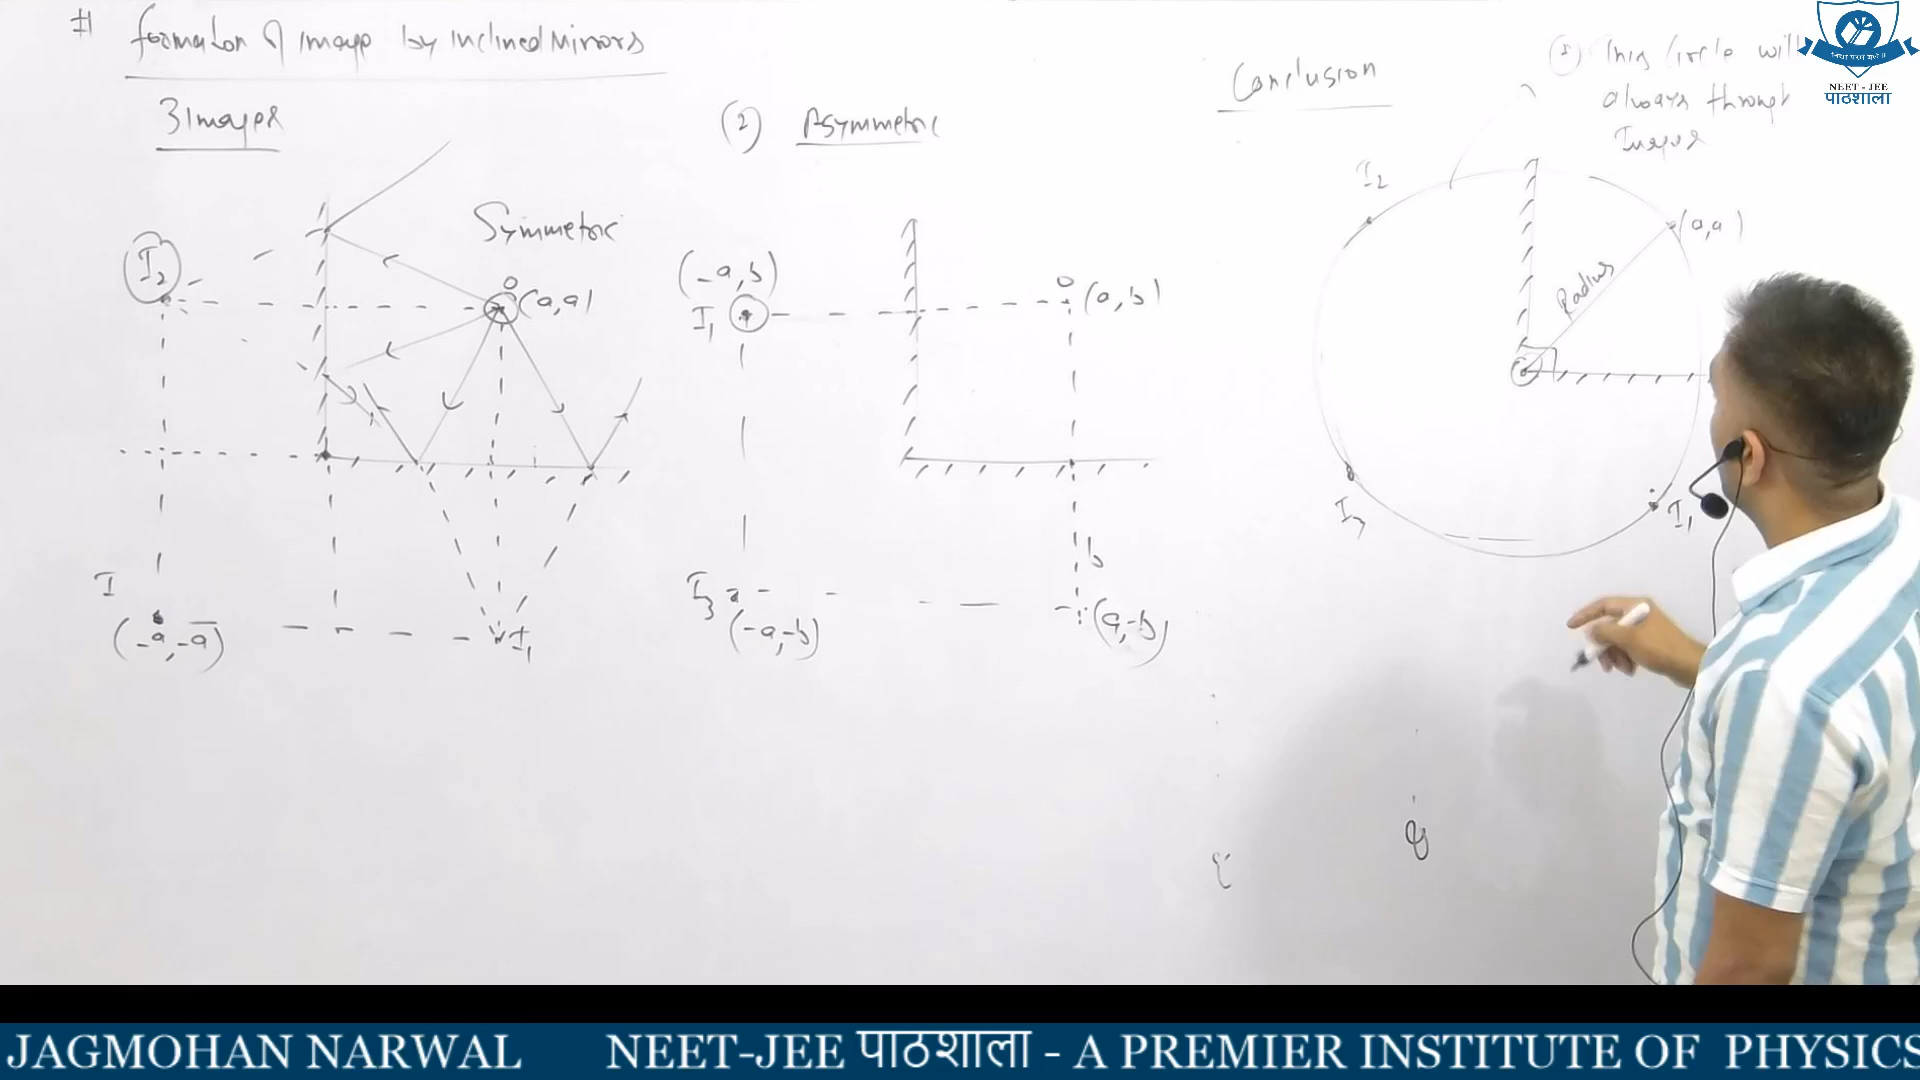 # Formation of image by inclined Mirrors
3 Images
Symmetric
I2
O
(a,a)
I
(-a,-a)
I1
(2) Asymmetric
(-a,b)
I1
O
(a,b)
b
I3
(-a,-b)
(a,-b)
Conclusion
(1) This Circle will
always through
Images
I2
(a,a)
Radius
I3
I1
NEET - JEE
पाठशाला
JAGMOHAN NARWAL NEET-JEE पाठशाला - A PREMIER INSTITUTE OF PHYSICS